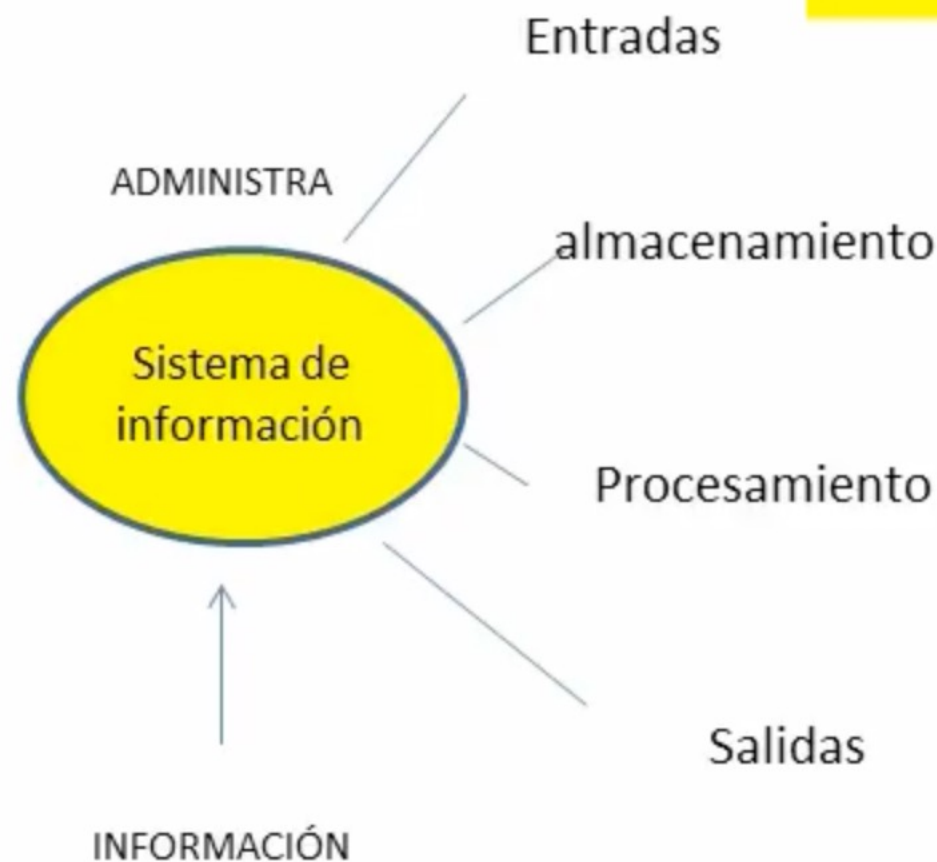 Entradas
ADMINISTRA
almacenamiento
Sistema de
información
Procesamiento
Salidas
INFORMACIÓN